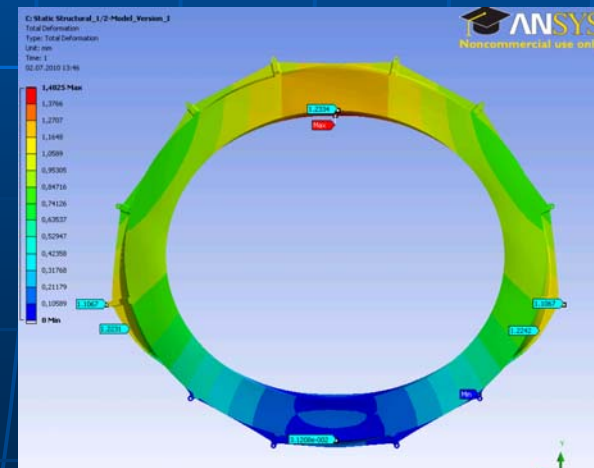 C: Static Structural_1/2-Model_Version_I
Total Deformation
Type: Total Deformation
Unit: mm
Time: 1
02.07.2010 13:46
ANSYS
Noncommercial use only
1,4825 Max
1,3766
1,2707
1,1648
1,0589
0,95305
0,84716
0,74126
0,63537
0,52947
0,42358
0,31768
0,21179
0,10589
0 Min
1.2334
Max
1.1067
1.2231
1.1067
1.2242
Min
3.1208e-002
Y